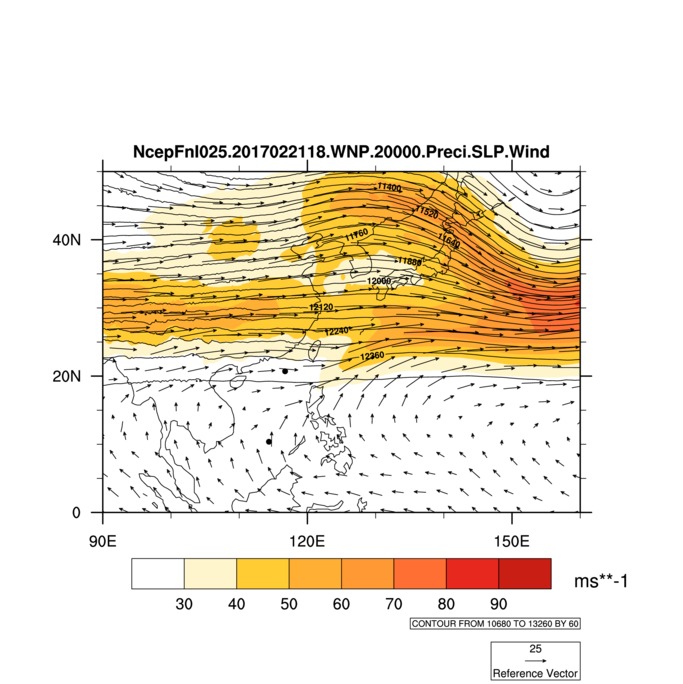 NcepFnl025.2017022118.WNP.20000.Preci.SLP.Wind
11400
11520
11760
11640
40N
11880
12000
12120
12240
12360
20N
0
90E 120E 150E
ms**-1
30 40 50 60 70 80 90
CONTOUR FROM 10680 TO 13260 BY 60
25
Reference Vector